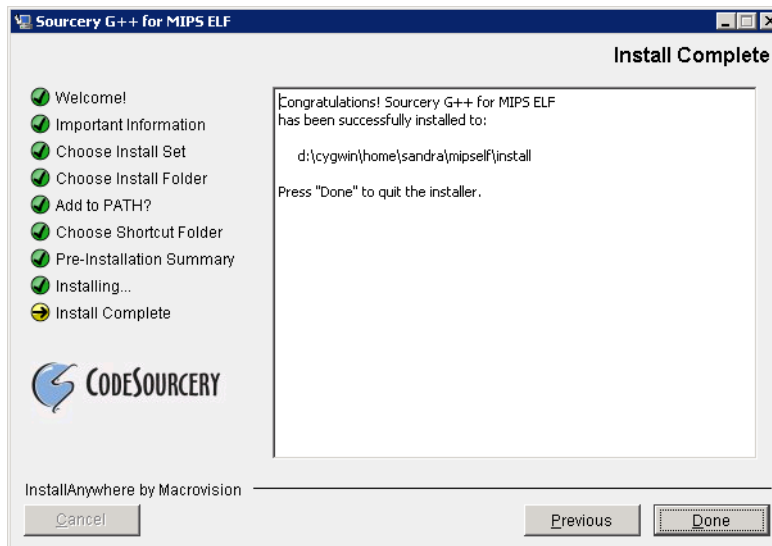 Sourcery G++ for MIPS ELF
Install Complete
Welcome!
Important Information
Choose Install Set
Choose Install Folder
Add to PATH?
Choose Shortcut Folder
Pre-Installation Summary
Installing...
Install Complete
CODESOURCERY
Congratulations! Sourcery G++ for MIPS ELF
has been successfully installed to:
d:\cygwin\home\sandra\mipself\install
Press "Done" to quit the installer.
InstallAnywhere by Macrovision
Cancel
Previous
Done